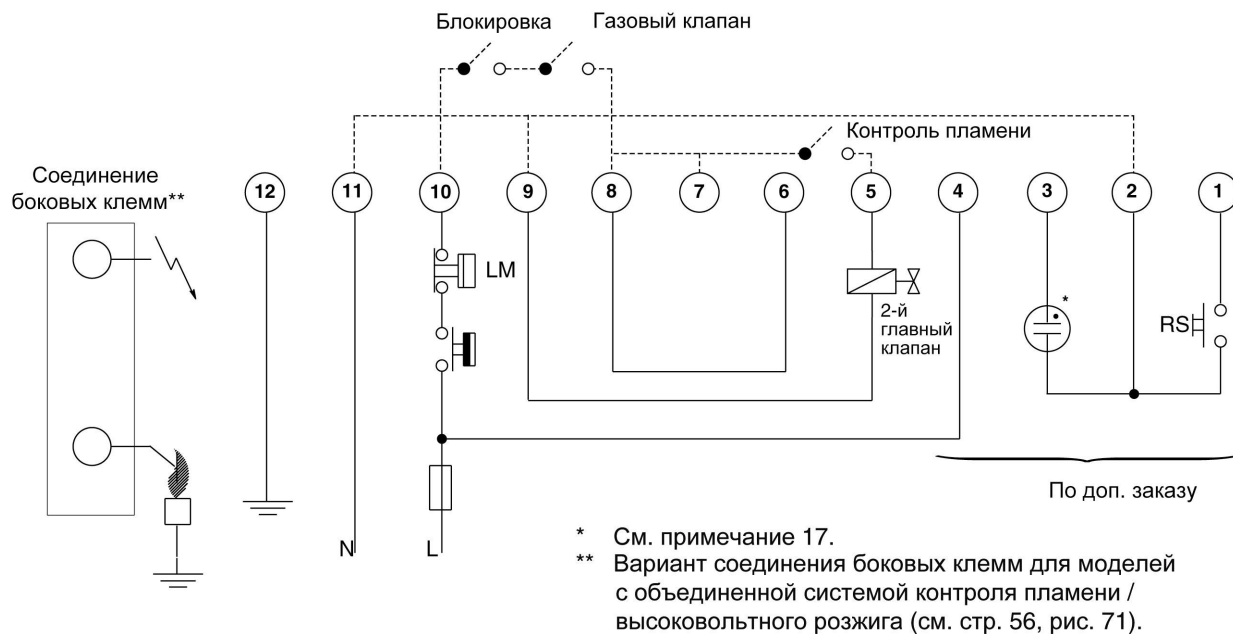 Блокировка
Газовый клапан
Контроль пламени
Соединение
боковых клемм**
12 11 10 9 8 7 6 5 4 3 2 1
LM
2-й
главный
клапан
*
RS
По доп. заказу
N
L
* См. примечание 17.
** Вариант соединения боковых клемм для моделей
с объединенной системой контроля пламени /
высоковольтного розжига (см. стр. 56, рис. 71).